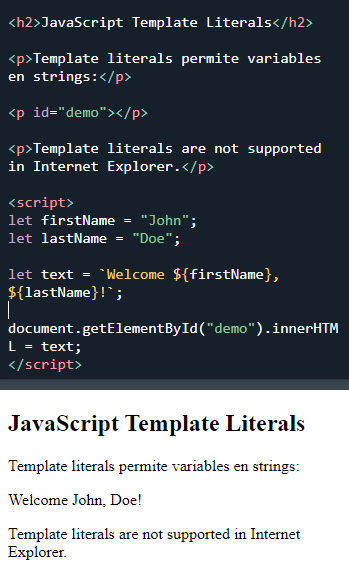 <h2>JavaScript Template Literals</h2>
<p>Template literals permite variables
en strings:</p>
<p id="demo"></p>
<p>Template literals are not supported
in Internet Explorer.</p>
<script>
let firstName = "John";
let lastName = "Doe";
let text = `Welcome ${firstName},
${lastName}!`;
document.getElementById("demo").innerHTM
L = text;
</script>
JavaScript Template Literals
Template literals permite variables en strings:
Welcome John, Doe!
Template literals are not supported in Internet
Explorer.